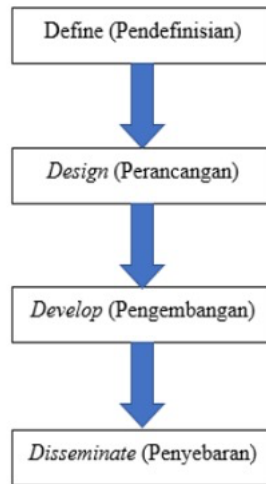 Define (Pendefinisian)
Design (Perancangan)
Develop (Pengembangan)
Disseminate (Penyebaran)